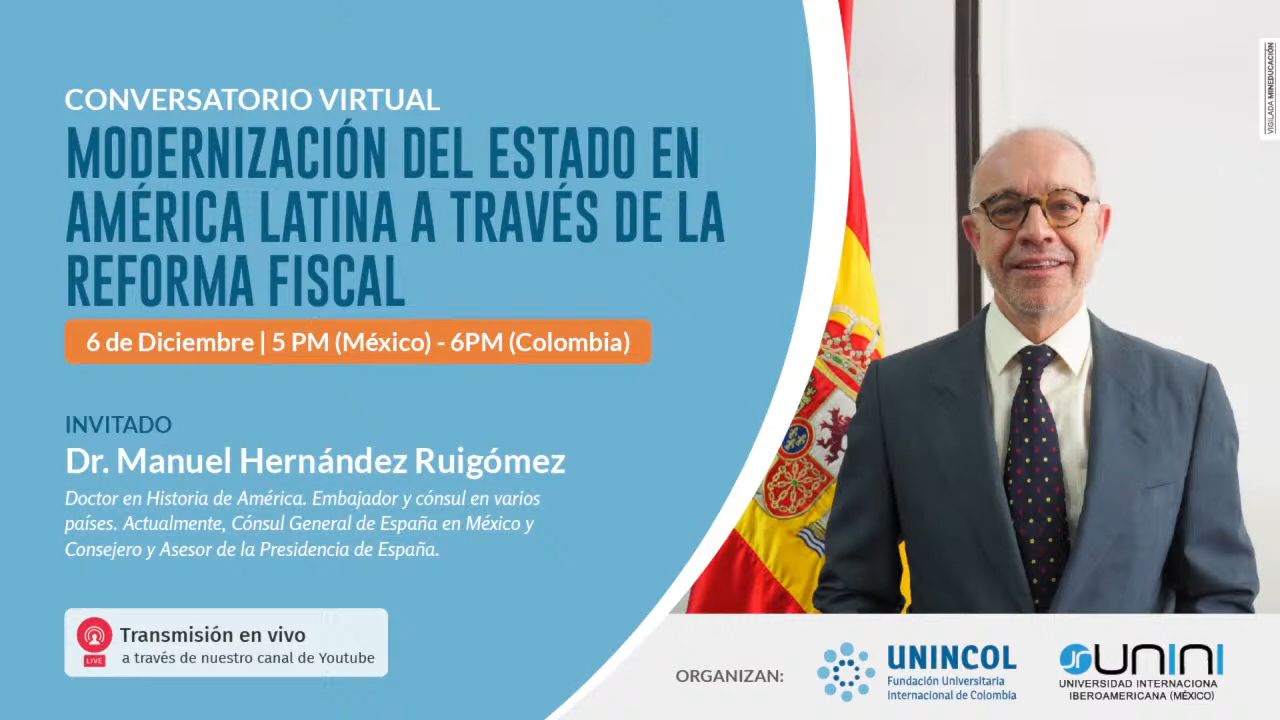 CONVERSATORIO VIRTUAL
MODERNIZACIÓN DEL ESTADO EN
AMÉRICA LATINA A TRAVÉS DE LA
REFORMA FISCAL
6 de Diciembre | 5 PM (México) - 6PM (Colombia)
INVITADO
Dr. Manuel Hernández Ruigómez
Doctor en Historia de América. Embajador y cónsul en varios
países. Actualmente, Cónsul General de España en México y
Consejero y Asesor de la Presidencia de España.
LIVE
Transmisión en vivo
a través de nuestro canal de Youtube
ORGANIZAN:
UNINCOL
Fundación Universitaria
Internacional de Colombia
UNINI
UNIVERSIDAD INTERNACIONA
IBEROAMERICANA (MÉXICO)
VIGILADA MINEDUCACIÓN